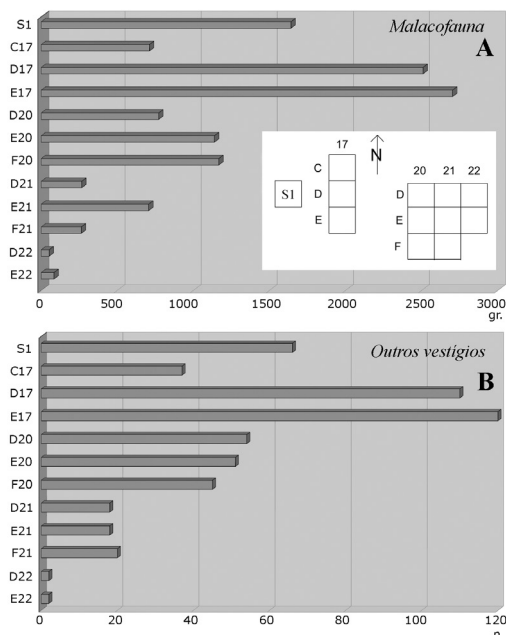 Malacofauna
A
S1
C17
D17
E17
D20
E20
F20
D21
E21
F21
D22
E22
17
N
C
D
E
S1
20 21 22
D
E
F
0 500 1000 1500 2000 2500 3000
gr.
Outros vestígios
B
S1
C17
D17
E17
D20
E20
F20
D21
E21
F21
D22
E22
0 20 40 60 80 100 120
n